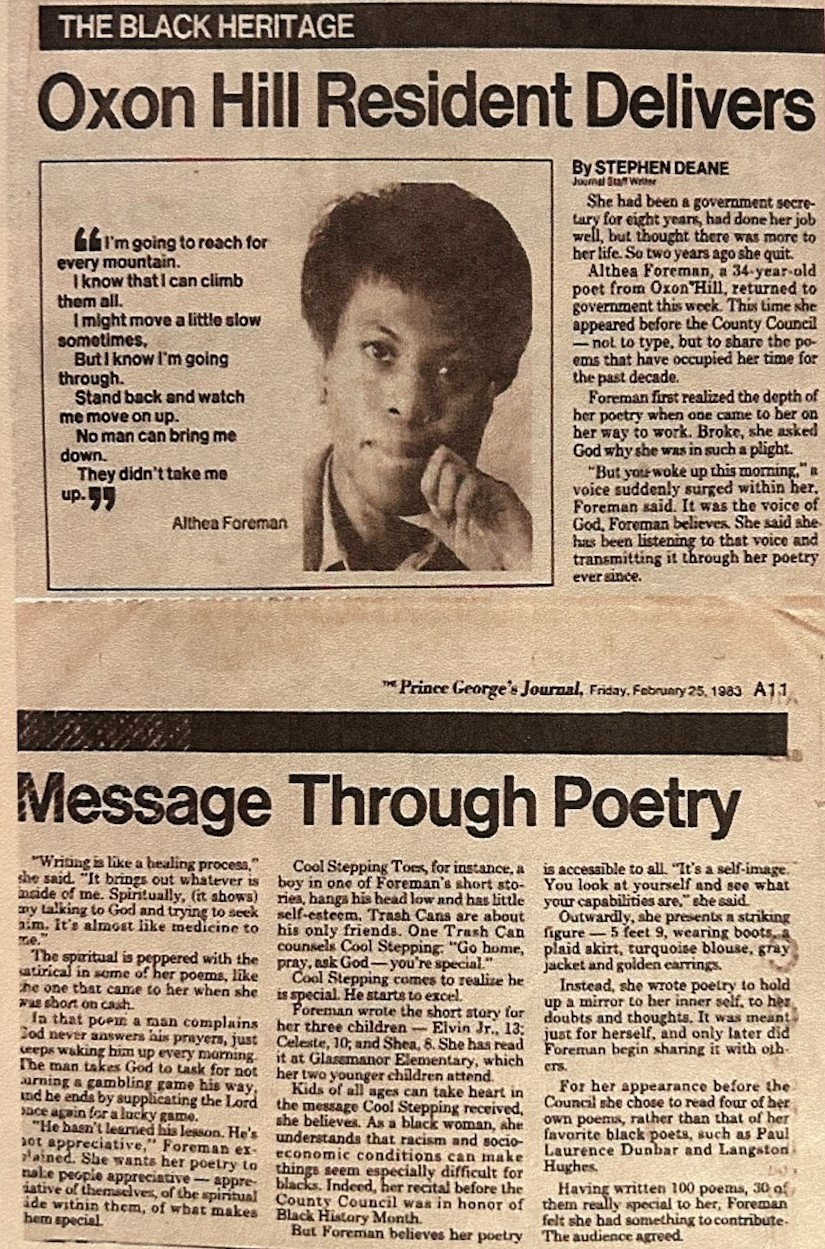 THE BLACK HERITAGE
Oxon Hill Resident Delivers
“I'm going to reach for
every mountain.
I know that I can climb
them all.
I might move a little slow
sometimes,
But I know I'm going
through.
Stand back and watch
me move on up.
No man can bring me
down.
They didn't take me
up.”
Althea Foreman
By STEPHEN DEANE
Journal Staff Writer
She had been a government secre-
tary for eight years, had done her job
well, but thought there was more to
her life. So two years ago she quit.
Althea Foreman, a 34-year-old
poet from Oxon Hill, returned to
government this week. This time she
appeared before the County Council
— not to type, but to share the po-
ems that have occupied her time for
the past decade.
Foreman first realized the depth of
her poetry when one came to her on
her way to work. Broke, she asked
God why she was in such a plight.
"But you woke up this morning," a
voice suddenly surged within her,
Foreman said. It was the voice of
God, Foreman believes. She said she
has been listening to that voice and
transmitting it through her poetry
ever since.
THE Prince George's Journal, Friday, February 25, 1983 A11
Message Through Poetry
"Writing is like a healing process,"
she said. "It brings out whatever is
inside of me. Spiritually, (it shows)
my talking to God and trying to seek
him. It's almost like medicine to
me."
The spiritual is peppered with the
satirical in some of her poems, like
the one that came to her when she
was short on cash.
In that poem a man complains
God never answers his prayers, just
keeps waking him up every morning.
The man takes God to task for not
turning a gambling game his way,
and he ends by supplicating the Lord
once again for a lucky game.
"He hasn't learned his lesson. He's
not appreciative," Foreman ex-
plained. She wants her poetry to
make people appreciative — appre-
ciative of themselves, of the spiritual
side within them, of what makes
them special.
Cool Stepping Toes, for instance, a
boy in one of Foreman's short sto-
ries, hangs his head low and has little
self-esteem. Trash Cans are about
his only friends. One Trash Can
counsels Cool Stepping: "Go home,
pray, ask God — you're special."
Cool Stepping comes to realize he
is special. He starts to excel.
Foreman wrote the short story for
her three children — Elvin Jr., 13;
Celeste, 10; and Shea, 8. She has read
it at Glassmanor Elementary, which
her two younger children attend.
Kids of all ages can take heart in
the message Cool Stepping received,
she believes. As a black woman, she
understands that racism and socio-
economic conditions can make
things seem especially difficult for
blacks. Indeed, her recital before the
County Council was in honor of
Black History Month.
But Foreman believes her poetry
is accessible to all. "It's a self-image.
You look at yourself and see what
your capabilities are," she said.
Outwardly, she presents a striking
figure — 5 feet 9, wearing boots, a
plaid skirt, turquoise blouse, gray
jacket and golden earrings.
Instead, she wrote poetry to hold
up a mirror to her inner self, to her
doubts and thoughts. It was meant
just for herself, and only later did
Foreman begin sharing it with oth-
ers.
For her appearance before the
Council she chose to read four of her
own poems, rather than that of her
favorite black poets, such as Paul
Laurence Dunbar and Langston
Hughes.
Having written 100 poems, 30 of
them really special to her, Foreman
felt she had something to contribute.
The audience agreed.